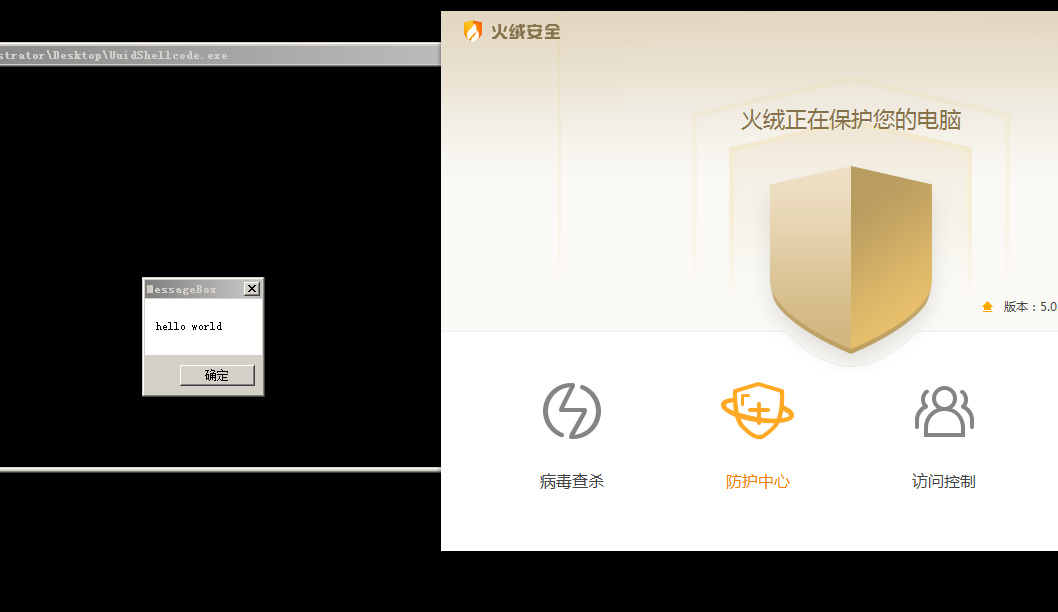 火绒安全
strator\Desktop\UuidShellcode.exe
火绒正在保护您的电脑
MessageBox
hello world
版本：5.0
确定
病毒查杀
防护中心
访问控制